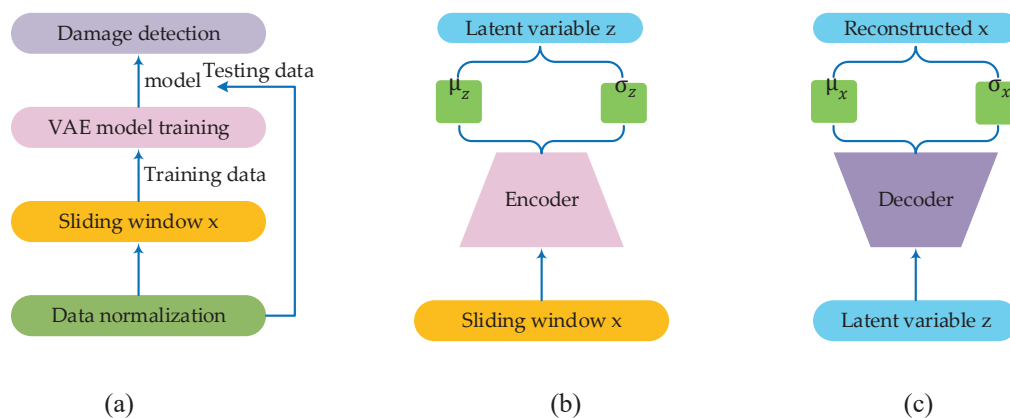 Damage detection
model
Testing data
VAE model training
Training data
Sliding window x
Data normalization
(a)
Latent variable z
μz
σz
Encoder
Sliding window x
(b)
Reconstructed x
μx
σx
Decoder
Latent variable z
(c)